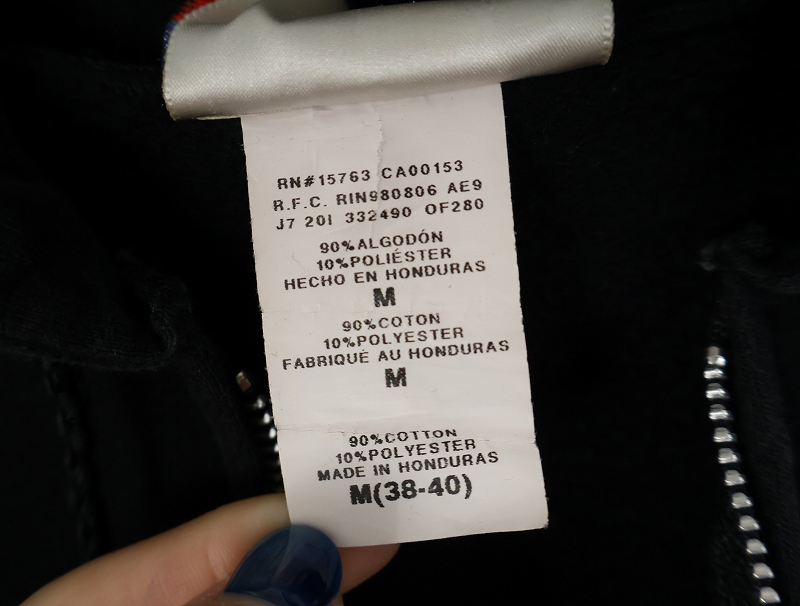 RN#15763 CA00153
R.F.C. RIN980806 AE9
J7 20I 332490 OF280
90%ALGODÓN
10%POLIÉSTER
HECHO EN HONDURAS
M
90%COTON
10%POLYESTER
FABRIQUÉ AU HONDURAS
M
90%COTTON
10%POLYESTER
MADE IN HONDURAS
M(38-40)